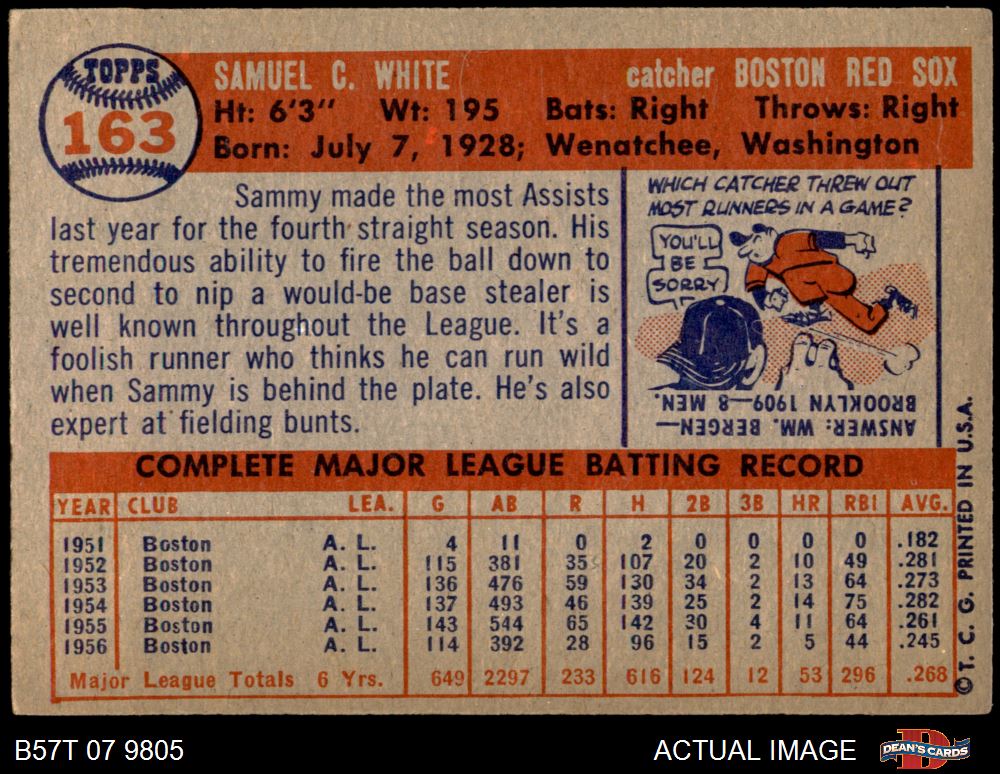 TOPPS
163
SAMUEL C. WHITE catcher BOSTON RED SOX
Ht: 6'3" Wt: 195 Bats: Right Throws: Right
Born: July 7, 1928; Wenatchee, Washington
Sammy made the most Assists
last year for the fourth straight season. His
tremendous ability to fire the ball down to
second to nip a would-be base stealer is
well known throughout the League. It's a
foolish runner who thinks he can run wild
when Sammy is behind the plate. He's also
expert at fielding bunts.
WHICH CATCHER THREW OUT
MOST RUNNERS IN A GAME?
YOU'LL
BE
SORRY
ANSWER: WM. BERGEN—
BROOKLYN 1909—8 MEN.
COMPLETE MAJOR LEAGUE BATTING RECORD
YEAR CLUB LEA. G AB R H 2B 3B HR RBI AVG.
1951 Boston A. L. 4 11 0 2 0 0 0 0 .182
1952 Boston A. L. 115 381 35 107 20 2 10 49 .281
1953 Boston A. L. 136 476 59 130 34 2 13 64 .273
1954 Boston A. L. 137 493 46 139 25 2 14 75 .282
1955 Boston A. L. 143 544 65 142 30 4 11 64 .261
1956 Boston A. L. 114 392 28 96 15 2 5 44 .245
Major League Totals 6 Yrs. 649 2297 233 616 124 12 53 296 .268
© T. C. G. PRINTED IN U.S.A.
B57T 07 9805 ACTUAL IMAGE DEAN'S CARDS